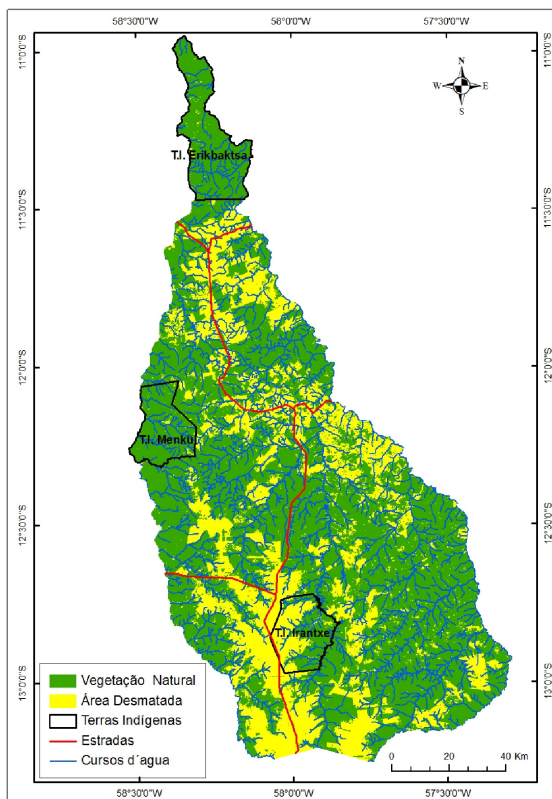 58°30'0"S 58°0'0"S 57°30'0"S
11°0'0"S 11°0'0"S
N
W E
S
T.I. Erikbaktsa
11°30'0"S 11°30'0"S
12°0'0"S 12°0'0"S
T.I. Menku
12°30'0"S 12°30'0"S
T.I. Irantxe
13°0'0"S 13°0'0"S
Vegetação Natural
Área Desmatada
Terras Indígenas
Estradas
Cursos d´agua
0 20 40 Km
58°30'0"S 58°0'0"S 57°30'0"S